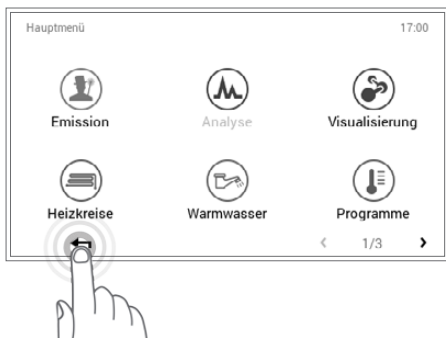 Hauptmenü 17:00
Emission Analyse Visualisierung
Heizkreise Warmwasser Programme
1/3